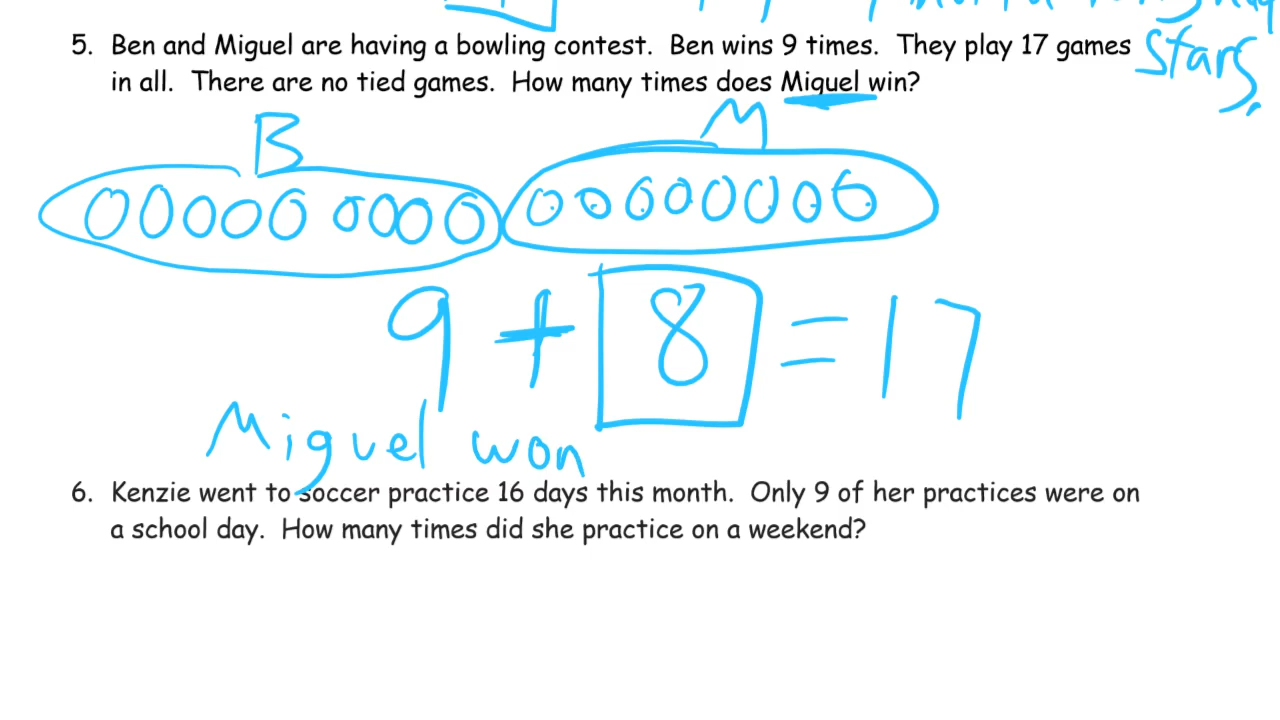 5. Ben and Miguel are having a bowling contest. Ben wins 9 times. They play 17 games
stars.
in all. There are no tied games. How many times does Miguel win?
B M
9 + 8 = 17
Miguel won
6. Kenzie went to soccer practice 16 days this month. Only 9 of her practices were on
a school day. How many times did she practice on a weekend?